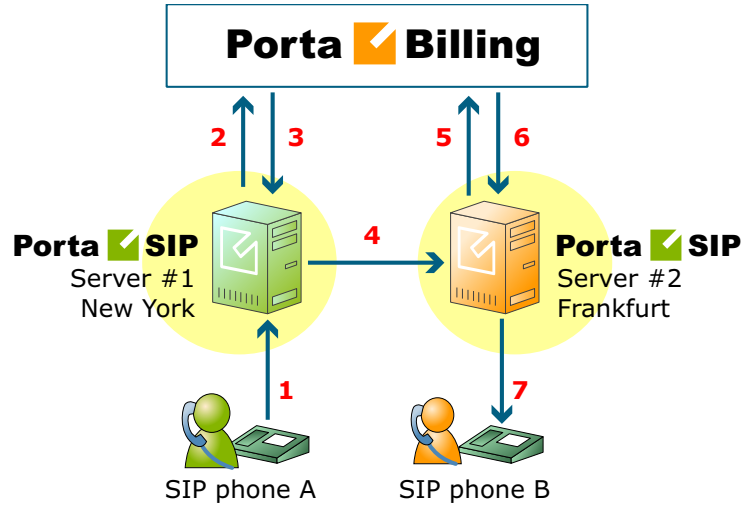 Porta Billing
2 3 5 6
Porta SIP
Server #1
New York
4
Porta SIP
Server #2
Frankfurt
1
7
SIP phone A
SIP phone B